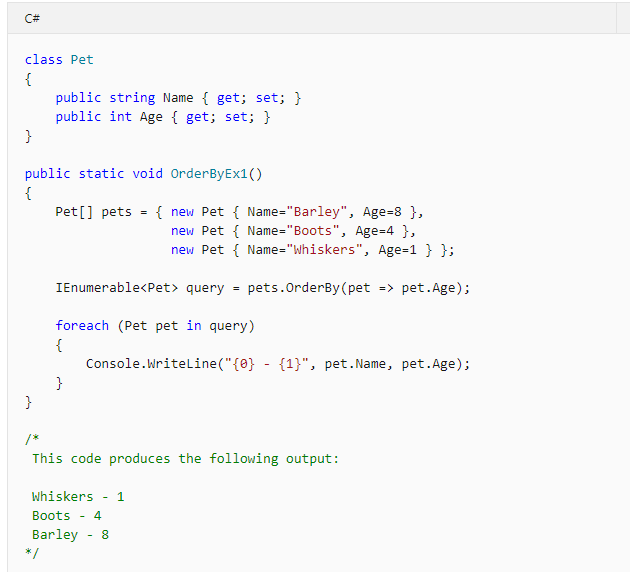 C#
class Pet
{
    public string Name { get; set; }
    public int Age { get; set; }
}
public static void OrderByEx1()
{
    Pet[] pets = { new Pet { Name="Barley", Age=8 },
                   new Pet { Name="Boots", Age=4 },
                   new Pet { Name="Whiskers", Age=1 } };
    IEnumerable<Pet> query = pets.OrderBy(pet => pet.Age);
    foreach (Pet pet in query)
    {
        Console.WriteLine("{0} - {1}", pet.Name, pet.Age);
    }
}
/*
 This code produces the following output:
 Whiskers - 1
 Boots - 4
 Barley - 8
*/